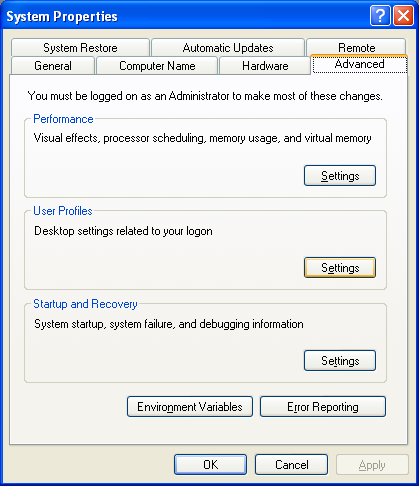 System Properties
System Restore Automatic Updates Remote
General Computer Name Hardware Advanced
You must be logged on as an Administrator to make most of these changes.
Performance
Visual effects, processor scheduling, memory usage, and virtual memory
Settings
User Profiles
Desktop settings related to your logon
Settings
Startup and Recovery
System startup, system failure, and debugging information
Settings
Environment Variables Error Reporting
OK Cancel Apply